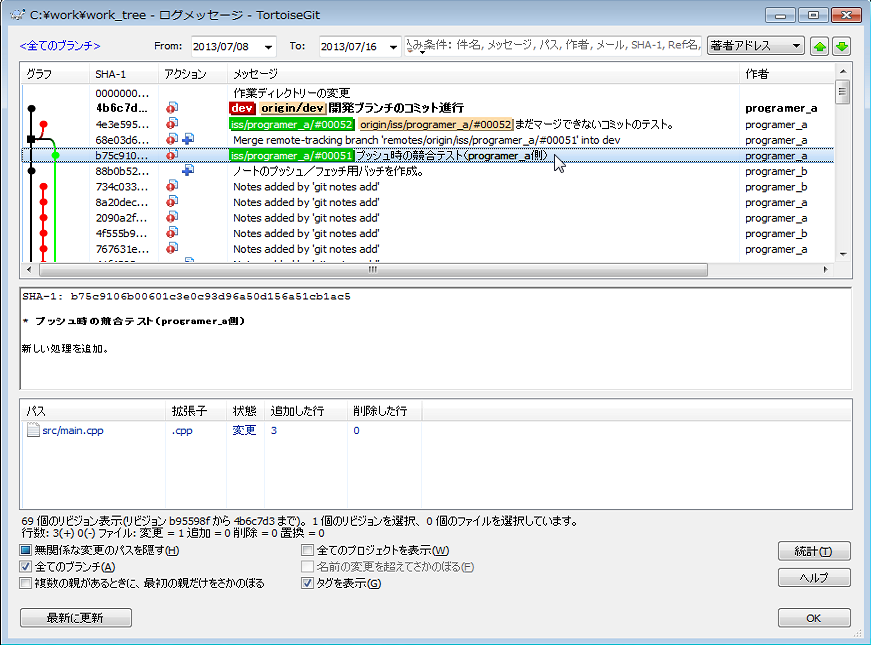 C:¥work¥work_tree - ログメッセージ - TortoiseGit
<全てのブランチ> From: 2013/07/08 To: 2013/07/16 込み条件: 件名, メッセージ, パス, 作者, メール, SHA-1, Ref名, 著者アドレス
グラフ SHA-1 アクション メッセージ 作者
0000000... 作業ディレクトリーの変更
4b6c7d... dev origin/dev 開発ブランチのコミット進行 programer_a
4e3e595... iss/programer_a/#00052 origin/iss/programer_a/#00052 まだマージできないコミットのテスト。 programer_a
68e03d6... Merge remote-tracking branch 'remotes/origin/iss/programer_a/#00051' into dev programer_a
b75c910... iss/programer_a/#00051 プッシュ時の競合テスト(programer_a側) programer_a
88b0b52... ノートのプッシュ／フェッチ用バッチを作成。 programer_b
734c033... Notes added by 'git notes add' programer_b
8a20dec... Notes added by 'git notes add' programer_a
2090a2f... Notes added by 'git notes add' programer_a
4f555b9... Notes added by 'git notes add' programer_b
767631e... Notes added by 'git notes add' programer_a
SHA-1: b75c9106b00601c3e0c93d96a50d156a51cb1ac5
* プッシュ時の競合テスト(programer_a側)
新しい処理を追加。
パス 拡張子 状態 追加した行 削除した行
src/main.cpp .cpp 変更 3 0
69 個のリビジョン表示(リビジョン b95598f から 4b6c7d3 まで)。1 個のリビジョンを選択、0 個のファイルを選択しています。
行数: 3(+) 0(-) ファイル: 変更 = 1 追加 = 0 削除 = 0 置換 = 0
無関係な変更のパスを隠す(H) 全てのプロジェクトを表示(W) 統計(T)
全てのブランチ(A) 名前の変更を超えてさかのぼる(F) ヘルプ
複数の親があるときに、最初の親だけをさかのぼる タグを表示(G)
最新に更新 OK